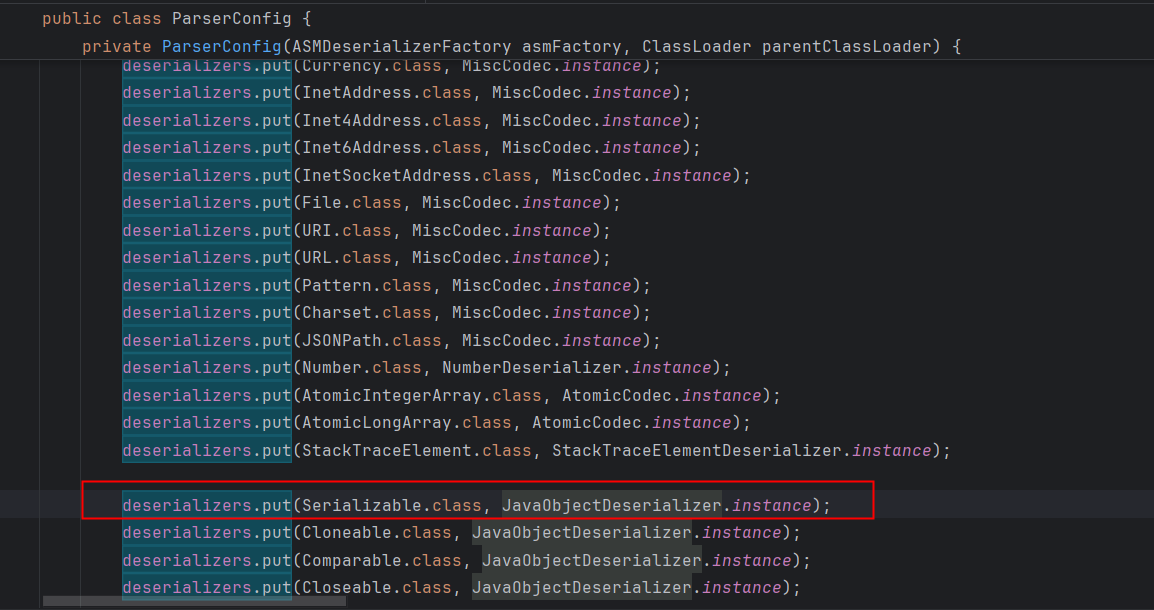 public class ParserConfig {
private ParserConfig(ASMDeserializerFactory asmFactory, ClassLoader parentClassLoader) {
deserializers.put(Currency.class, MiscCodec.instance);
deserializers.put(InetAddress.class, MiscCodec.instance);
deserializers.put(Inet4Address.class, MiscCodec.instance);
deserializers.put(Inet6Address.class, MiscCodec.instance);
deserializers.put(InetSocketAddress.class, MiscCodec.instance);
deserializers.put(File.class, MiscCodec.instance);
deserializers.put(URI.class, MiscCodec.instance);
deserializers.put(URL.class, MiscCodec.instance);
deserializers.put(Pattern.class, MiscCodec.instance);
deserializers.put(Charset.class, MiscCodec.instance);
deserializers.put(JSONPath.class, MiscCodec.instance);
deserializers.put(Number.class, NumberDeserializer.instance);
deserializers.put(AtomicIntegerArray.class, AtomicCodec.instance);
deserializers.put(AtomicLongArray.class, AtomicCodec.instance);
deserializers.put(StackTraceElement.class, StackTraceElementDeserializer.instance);
deserializers.put(Serializable.class, JavaObjectDeserializer.instance);
deserializers.put(Cloneable.class, JavaObjectDeserializer.instance);
deserializers.put(Comparable.class, JavaObjectDeserializer.instance);
deserializers.put(Closeable.class, JavaObjectDeserializer.instance);